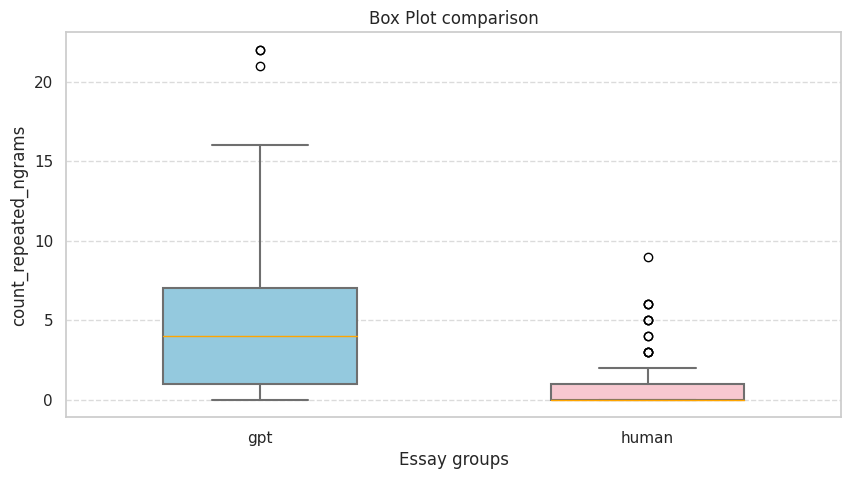 Box Plot comparison
count_repeated_ngrams
20
15
10
5
0
gpt
human
Essay groups